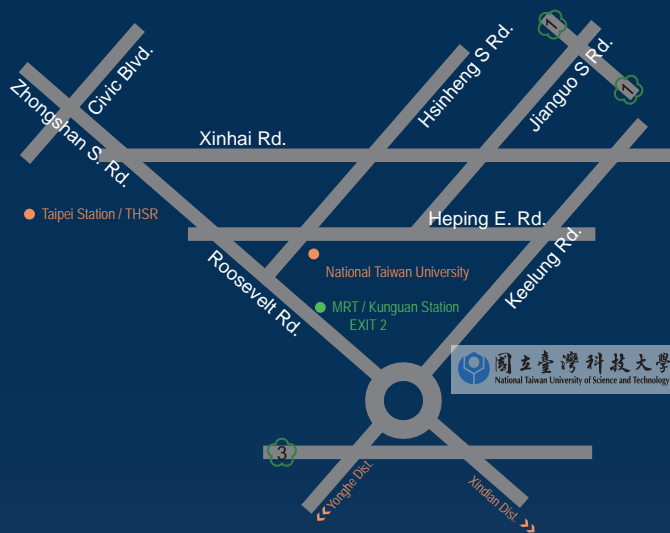 1
1
Civic Blvd.
Zhongshan S. Rd.
Hsinheng S Rd.
Jianguo S Rd.
Xinhai Rd.
Taipei Station / THSR
Heping E. Rd.
National Taiwan University
Roosevelt Rd.
Keelung Rd.
MRT / Kunguan Station
EXIT 2
國立臺灣科技大學
National Taiwan University of Science and Technology
3
Yonghe Dist.
Xindian Dist.